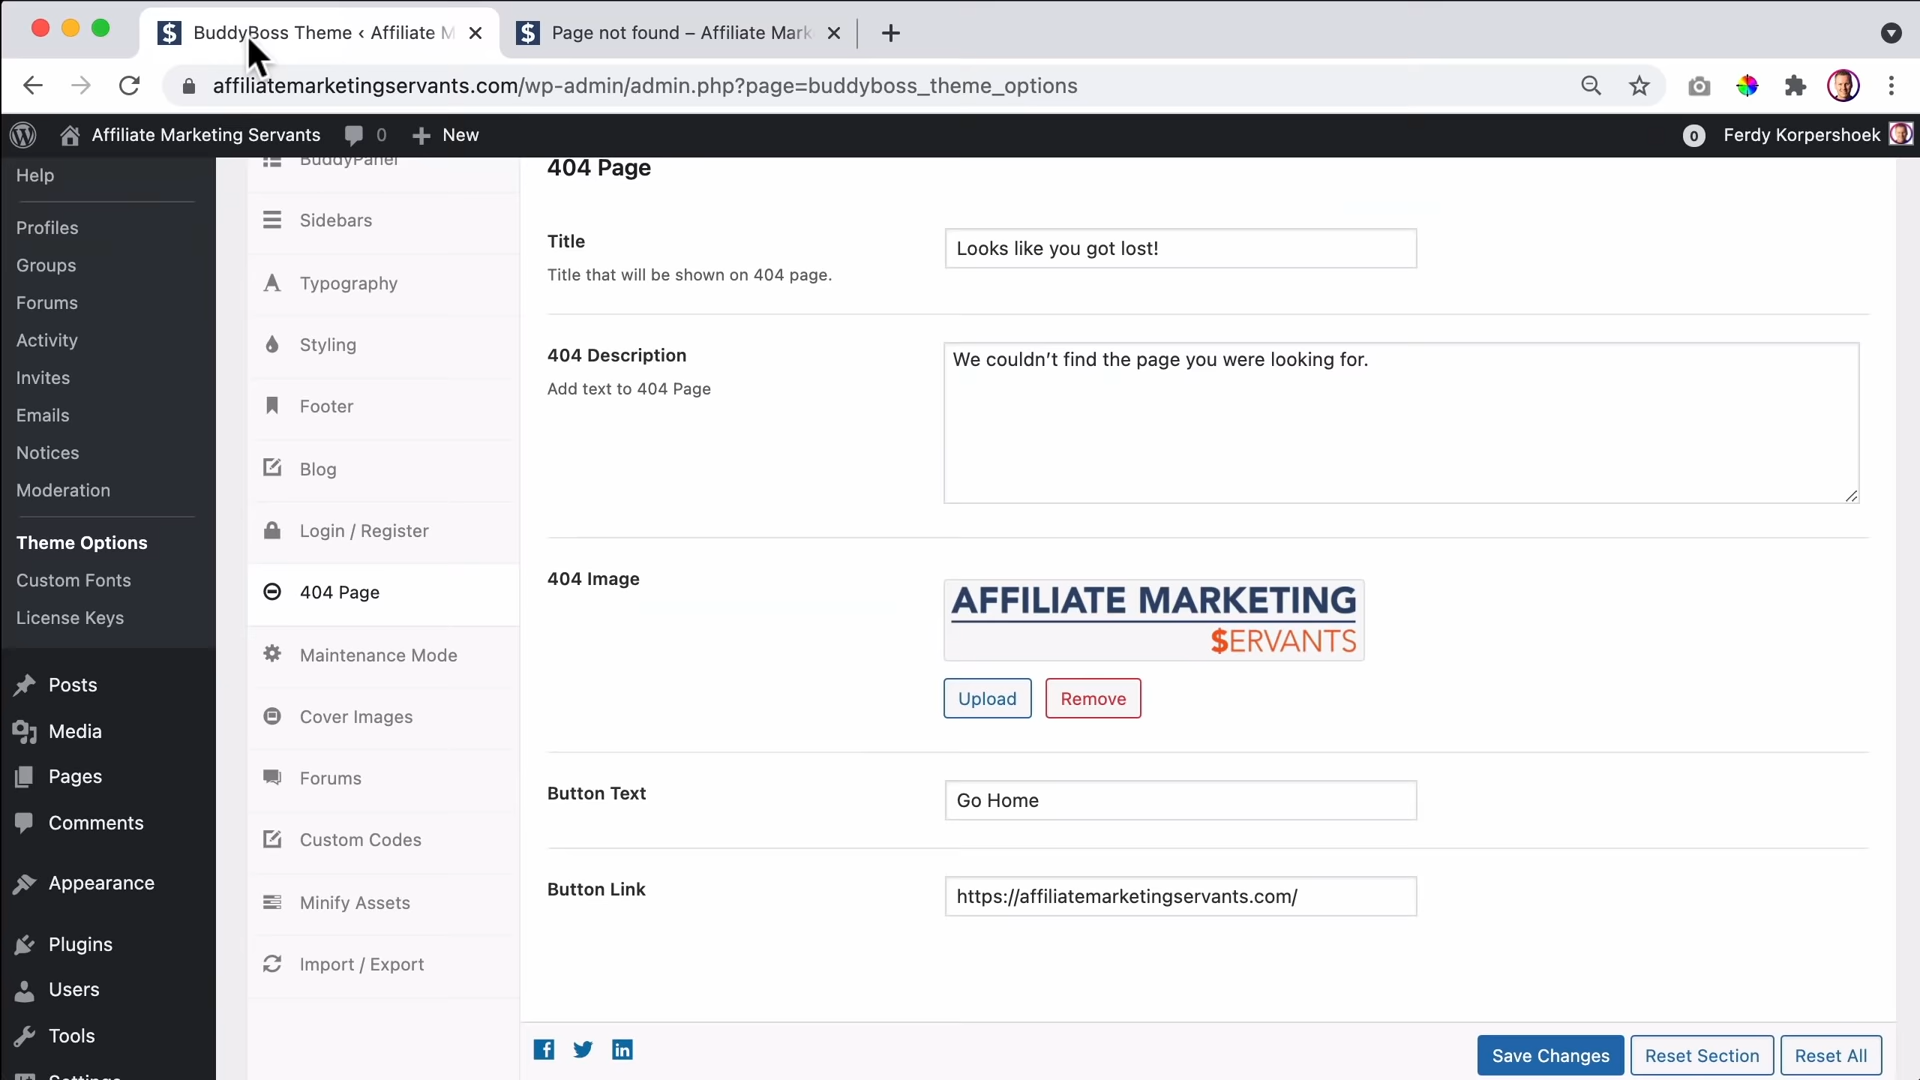 BuddyBoss Theme ‹ Affiliate M
Page not found – Affiliate Mark
affiliatemarketingservants.com/wp-admin/admin.php?page=buddyboss_theme_options
Affiliate Marketing Servants
0
New
0
Ferdy Korpershoek
Help
Profiles
Groups
Forums
Activity
Invites
Emails
Notices
Moderation
Theme Options
Custom Fonts
License Keys
Posts
Media
Pages
Comments
Appearance
Plugins
Users
Tools
Settings
BuddyPanel
Sidebars
Typography
Styling
Footer
Blog
Login / Register
404 Page
Maintenance Mode
Cover Images
Forums
Custom Codes
Minify Assets
Import / Export
404 Page
Title
Title that will be shown on 404 page.
Looks like you got lost!
404 Description
Add text to 404 Page
We couldn’t find the page you were looking for.
404 Image
AFFILIATE MARKETING
$ERVANTS
Upload
Remove
Button Text
Go Home
Button Link
https://affiliatemarketingservants.com/
Save Changes
Reset Section
Reset All